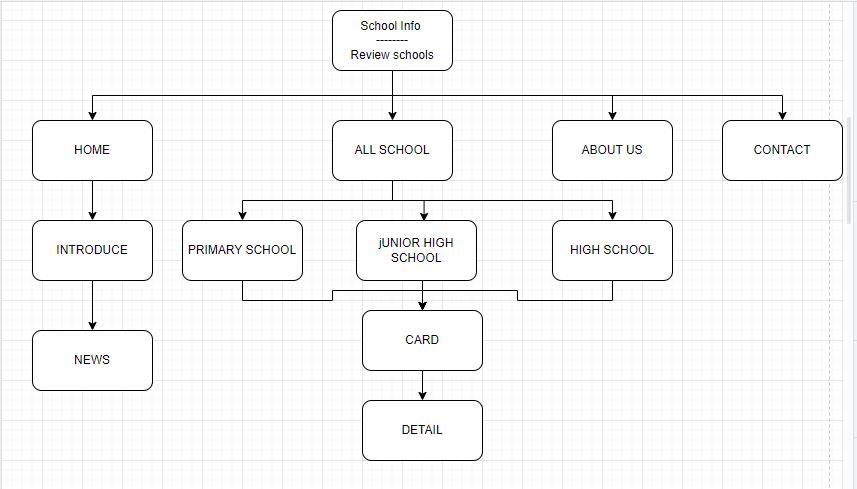 School Info
--------
Review schools
HOME
ALL SCHOOL
ABOUT US
CONTACT
INTRODUCE
PRIMARY SCHOOL
jUNIOR HIGH
SCHOOL
HIGH SCHOOL
CARD
NEWS
DETAIL